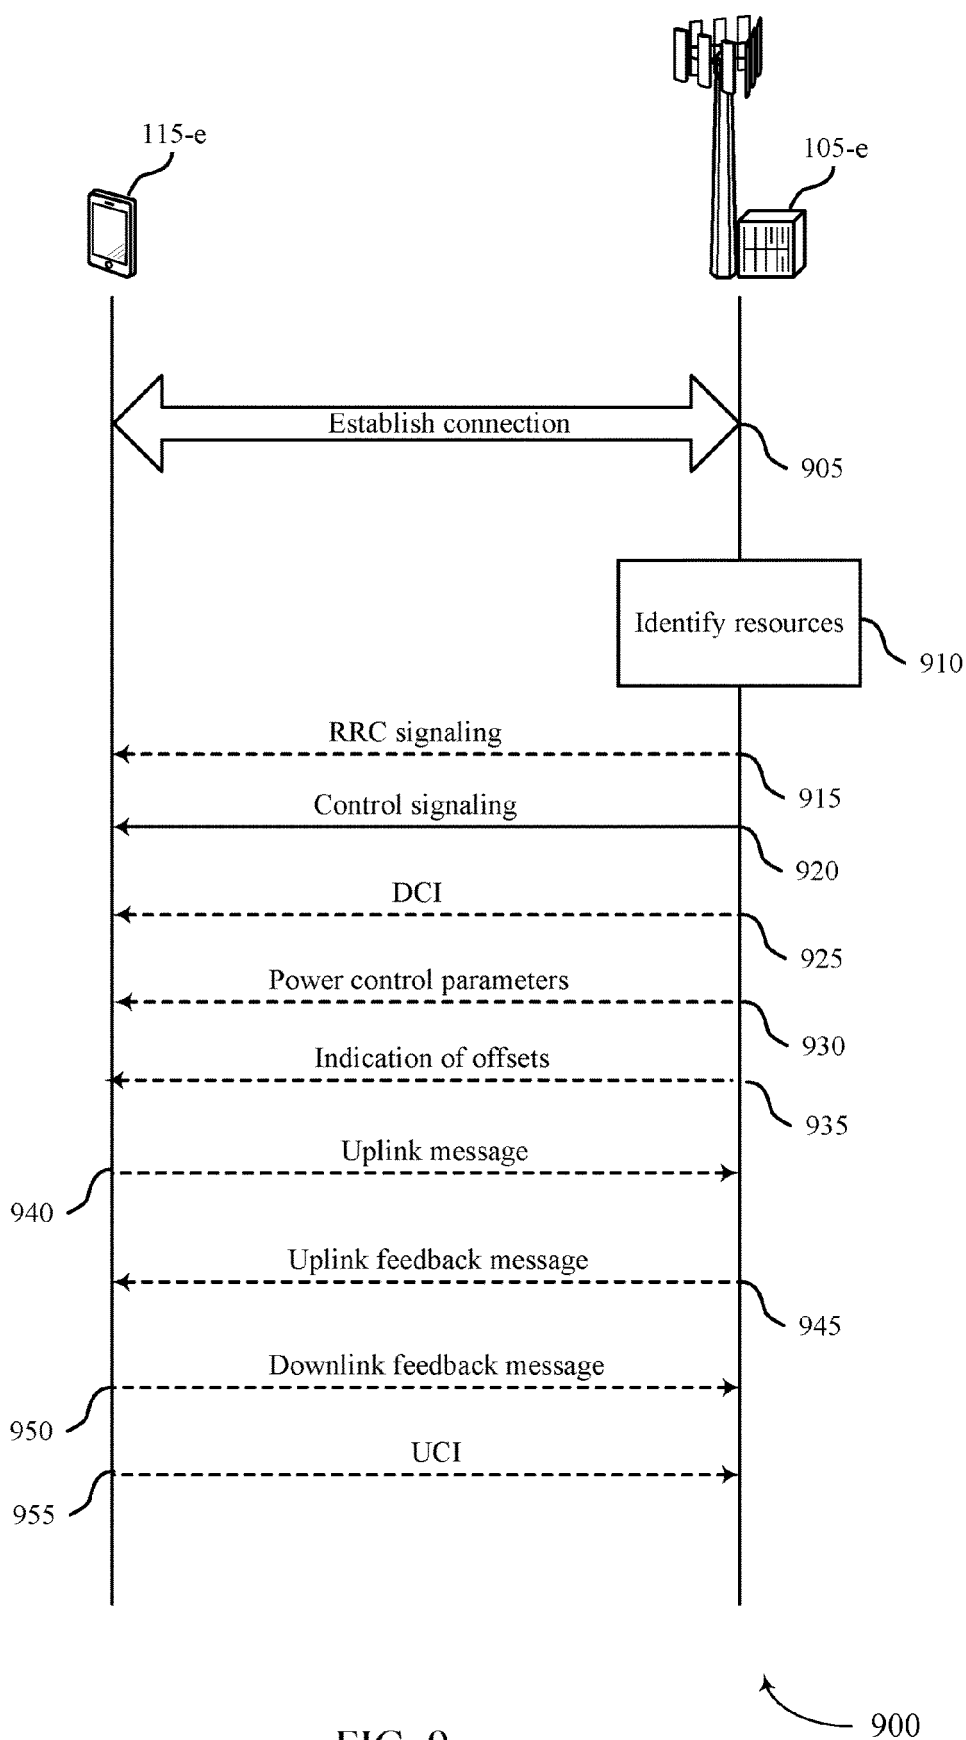 115-e
105-e
Establish connection
905
Identify resources
910
RRC signaling
915
Control signaling
920
DCI
925
Power control parameters
930
Indication of offsets
935
Uplink message
940
Uplink feedback message
945
Downlink feedback message
950
UCI
955
900